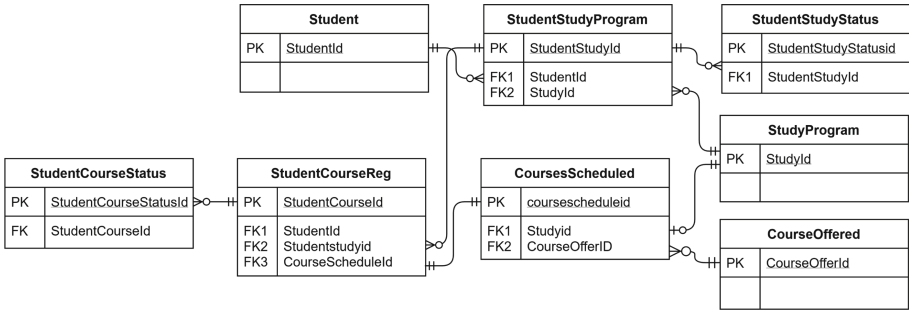 Student
PK StudentId
StudentStudyProgram
PK StudentStudyId
FK1 StudentId
FK2 StudyId
StudentStudyStatus
PK StudentStudyStatusid
FK1 StudentStudyId
StudyProgram
PK StudyId
StudentCourseStatus
PK StudentCourseStatusId
FK StudentCourseId
StudentCourseReg
PK StudentCourseId
FK1 StudentId
FK2 Studentstudyid
FK3 CourseScheduleId
CoursesScheduled
PK coursescheduleid
FK1 Studyid
FK2 CourseOfferID
CourseOffered
PK CourseOfferId